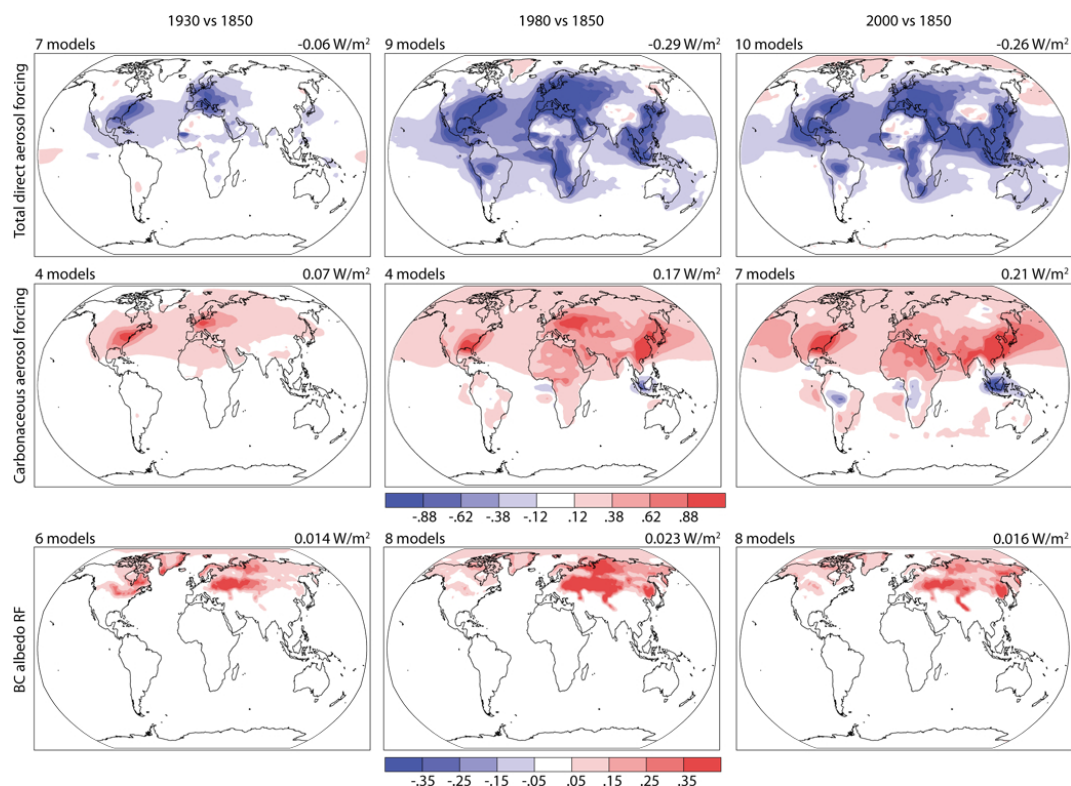 1930 vs 1850 1980 vs 1850 2000 vs 1850
7 models -0.06 W/m² 9 models -0.29 W/m² 10 models -0.26 W/m²
Total direct aerosol forcing
4 models 0.07 W/m² 4 models 0.17 W/m² 7 models 0.21 W/m²
Carbonaceous aerosol forcing
-.88 -.62 -.38 -.12 .12 .38 .62 .88
6 models 0.014 W/m² 8 models 0.023 W/m² 8 models 0.016 W/m²
BC albedo RF
-.35 -.25 -.15 -.05 .05 .15 .25 .35